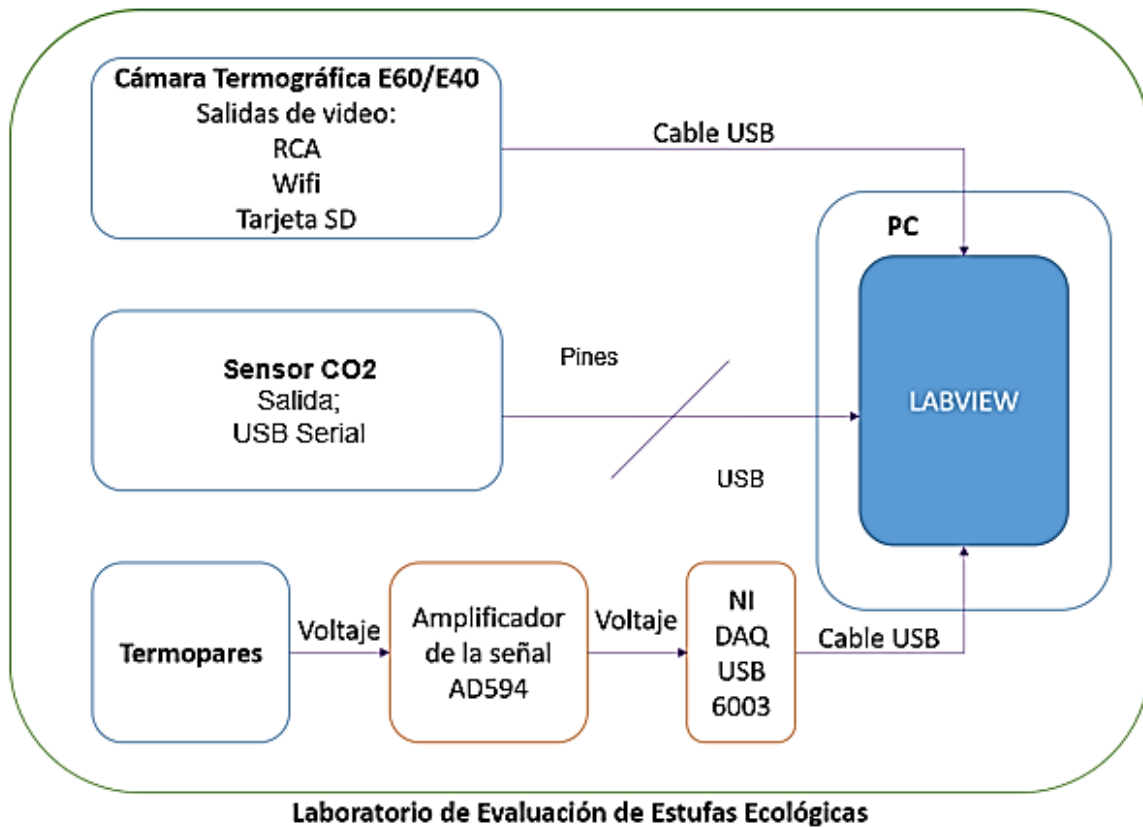 Cámara Termográfica E60/E40
Salidas de video:
RCA
Wifi
Tarjeta SD
Cable USB
PC
LABVIEW
Sensor CO2
Salida;
USB Serial
Pines
USB
Termopares
Voltaje
Amplificador
de la señal
AD594
Voltaje
NI
DAQ
USB
6003
Cable USB
Laboratorio de Evaluación de Estufas Ecológicas